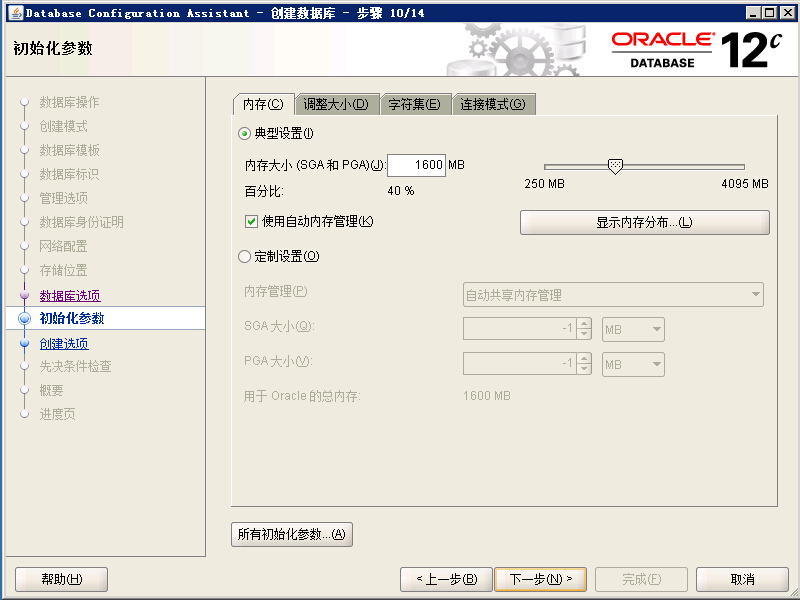 Database Configuration Assistant - 创建数据库 - 步骤 10/14
初始化参数
ORACLE DATABASE 12c
数据库操作
创建模式
数据库模板
数据库标识
管理选项
数据库身份证明
网络配置
存储位置
数据库选项
初始化参数
创建选项
先决条件检查
概要
进度页
内存(C) 调整大小(D) 字符集(E) 连接模式(G)
典型设置(I)
内存大小 (SGA 和 PGA)(J): 1600 MB
250 MB 4095 MB
百分比: 40 %
使用自动内存管理(K) 显示内存分布...(L)
定制设置(O)
内存管理(P) 自动共享内存管理
SGA 大小(Q): -1 MB
PGA 大小(V): -1 MB
用于 Oracle 的总内存: 1600 MB
所有初始化参数...(A)
帮助(H) < 上一步(B) 下一步(N) > 完成(F) 取消